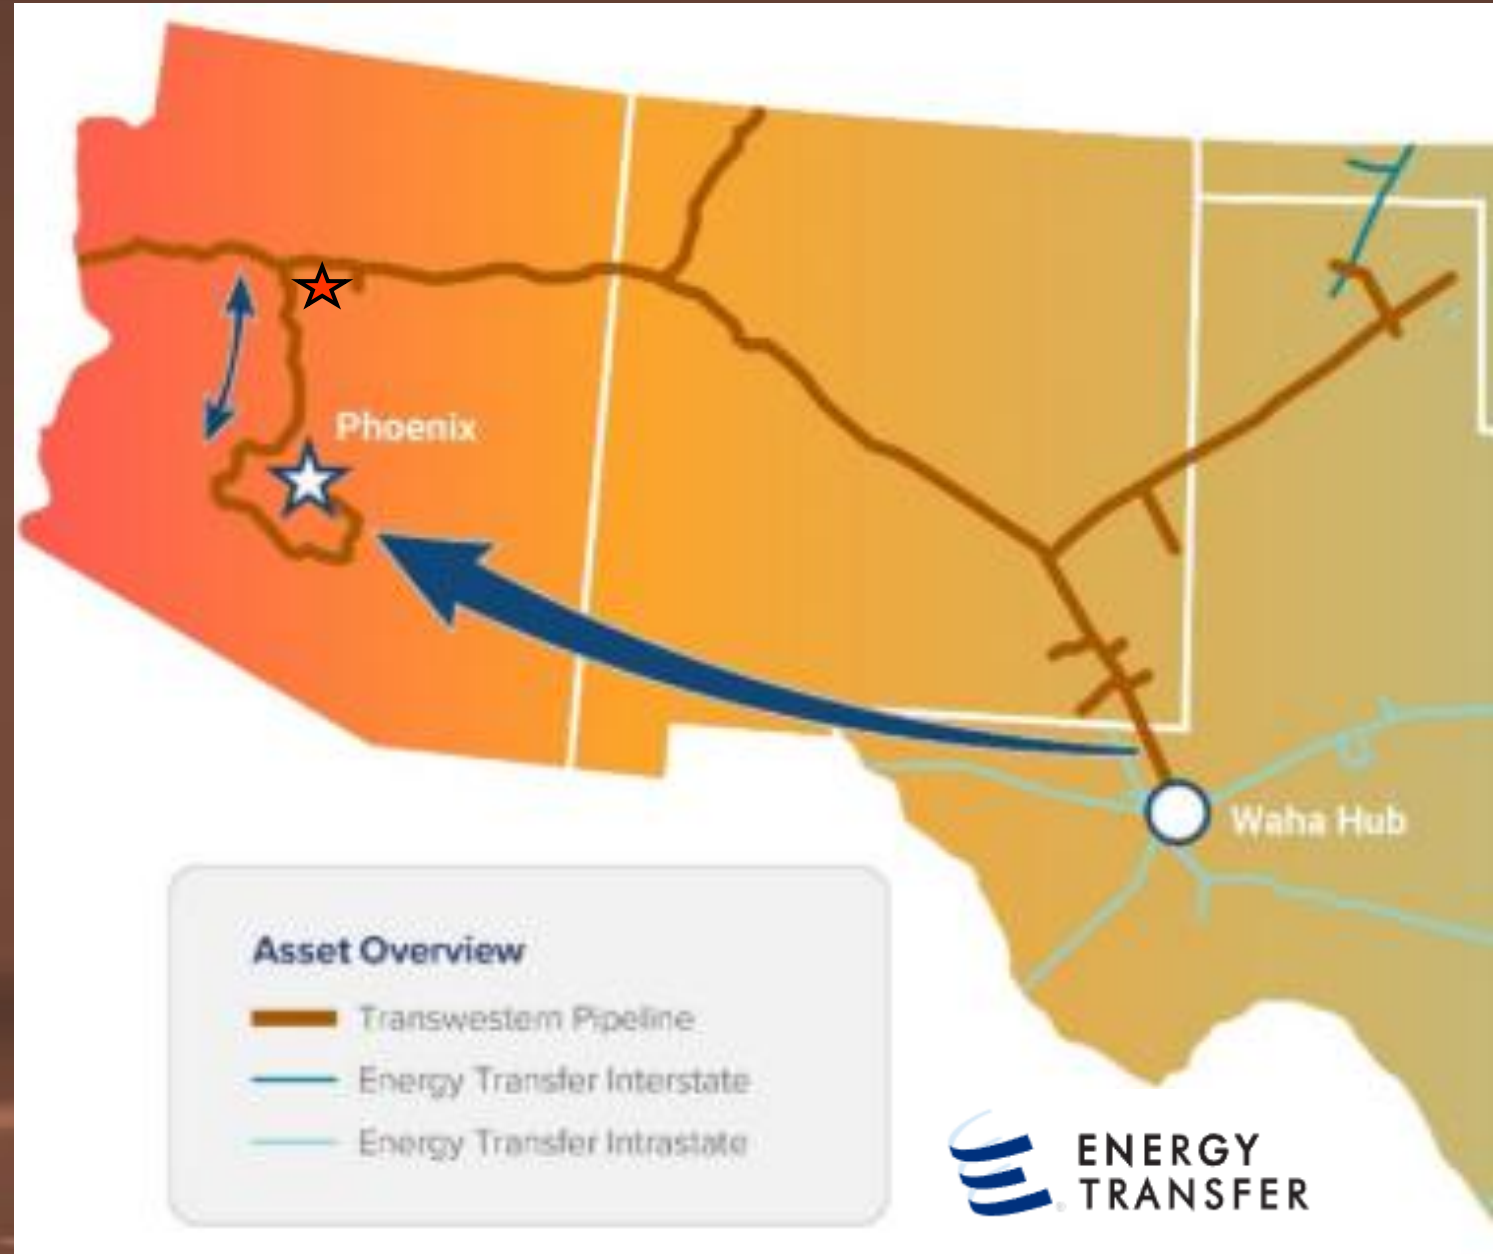 Phoenix
Waha Hub
Asset Overview
Transwestern Pipeline
Energy Transfer Interstate
Energy Transfer Intrastate
ENERGY
TRANSFER
®